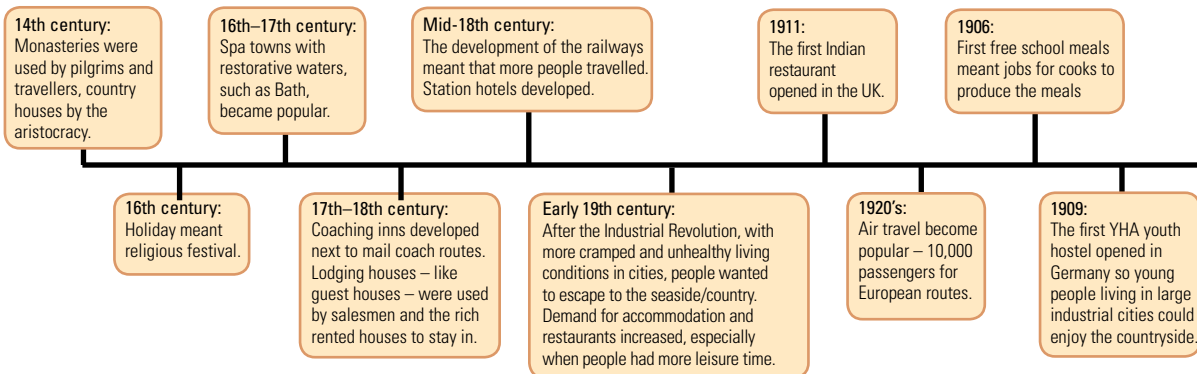 14th century:
Monasteries were
used by pilgrims and
travellers, country
houses by the
aristocracy.
16th–17th century:
Spa towns with
restorative waters,
such as Bath,
became popular.
Mid-18th century:
The development of the railways
meant that more people travelled.
Station hotels developed.
1911:
The first Indian
restaurant
opened in the UK.
1906:
First free school meals
meant jobs for cooks to
produce the meals
16th century:
Holiday meant
religious festival.
17th–18th century:
Coaching inns developed
next to mail coach routes.
Lodging houses – like
guest houses – were used
by salesmen and the rich
rented houses to stay in.
Early 19th century:
After the Industrial Revolution, with
more cramped and unhealthy living
conditions in cities, people wanted
to escape to the seaside/country.
Demand for accommodation and
restaurants increased, especially
when people had more leisure time.
1920's:
Air travel become
popular – 10,000
passengers for
European routes.
1909:
The first YHA youth
hostel opened in
Germany so young
people living in large
industrial cities could
enjoy the countryside.